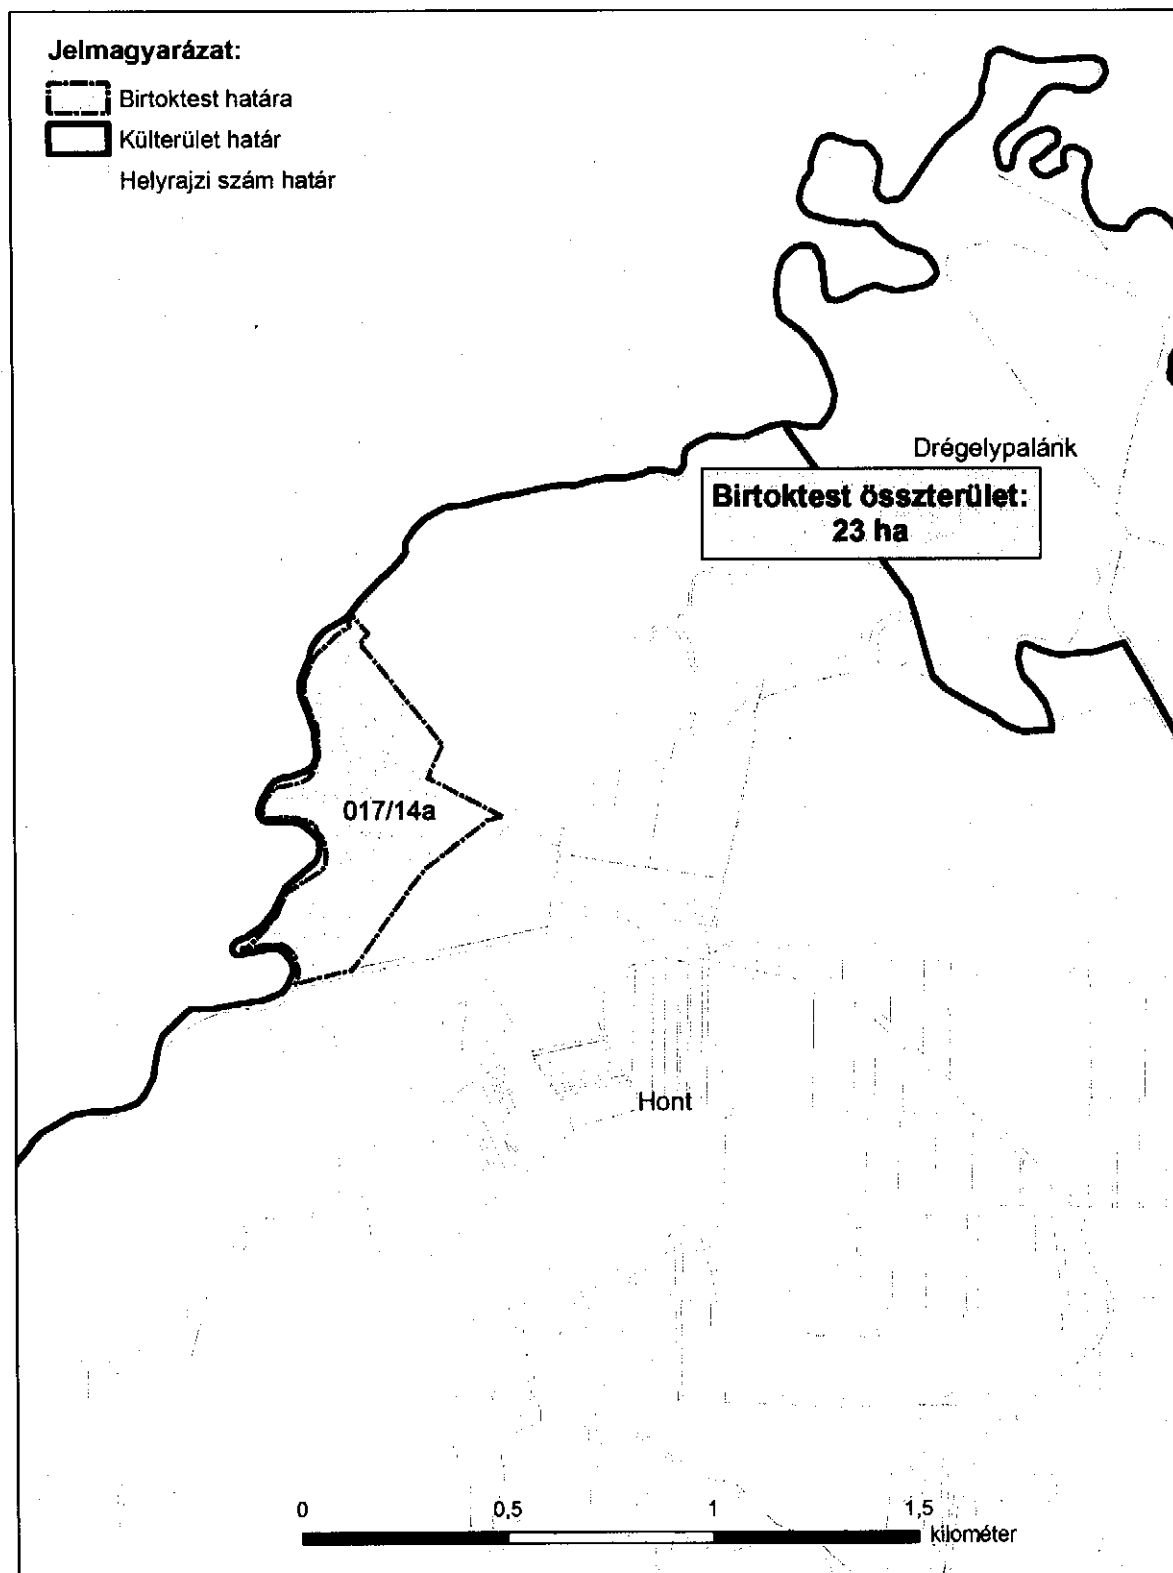 Jelmagyarázat:
Birtoktest határa
Külterület határ
Helyrajzi szám határ
Drégelypalánk
Birtoktest összterület:
23 ha
017/14a
Hont
0 0,5 1 1,5
kilométer